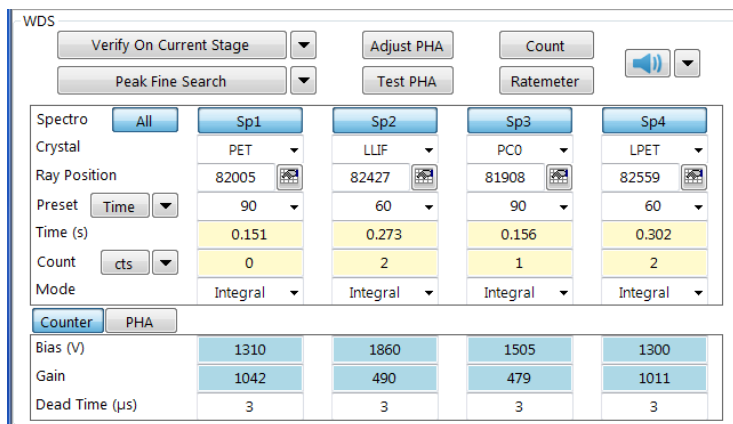 WDS
Verify On Current Stage Adjust PHA Count
Peak Fine Search Test PHA Ratemeter
Spectro All Sp1 Sp2 Sp3 Sp4
Crystal PET LLIF PC0 LPET
Ray Position 82005 82427 81908 82559
Preset Time 90 60 90 60
Time (s) 0.151 0.273 0.156 0.302
Count cts 0 2 1 2
Mode Integral Integral Integral Integral
Counter PHA
Bias (V) 1310 1860 1505 1300
Gain 1042 490 479 1011
Dead Time (µs) 3 3 3 3